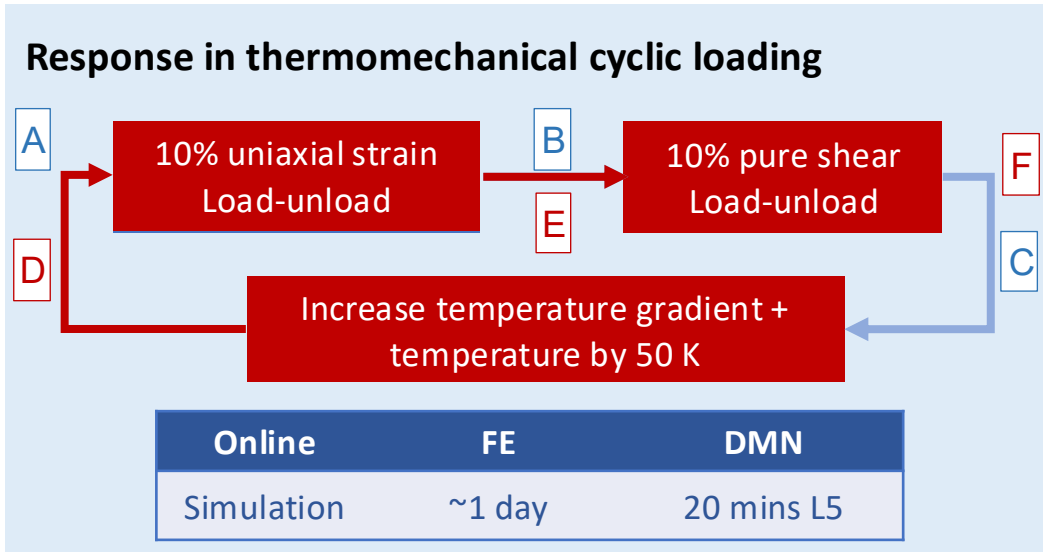 Response in thermomechanical cyclic loading
A
B
10% uniaxial strain
Load-unload
10% pure shear
Load-unload
F
E
D
C
Increase temperature gradient +
temperature by 50 K
Online FE DMN
Simulation ~1 day 20 mins L5